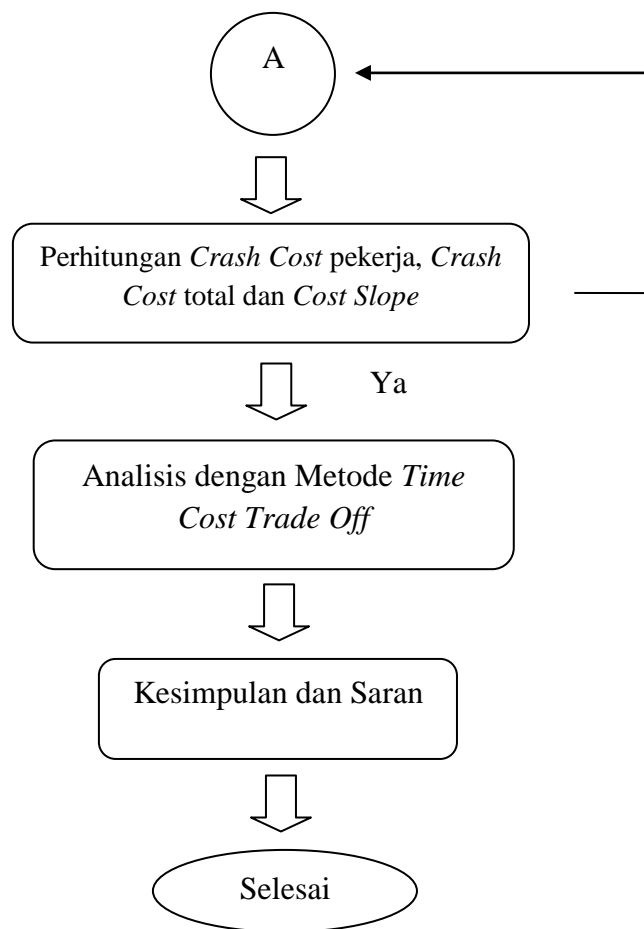 A
Perhitungan Crash Cost pekerja, Crash
Cost total dan Cost Slope
Ya
Analisis dengan Metode Time
Cost Trade Off
Kesimpulan dan Saran
Selesai